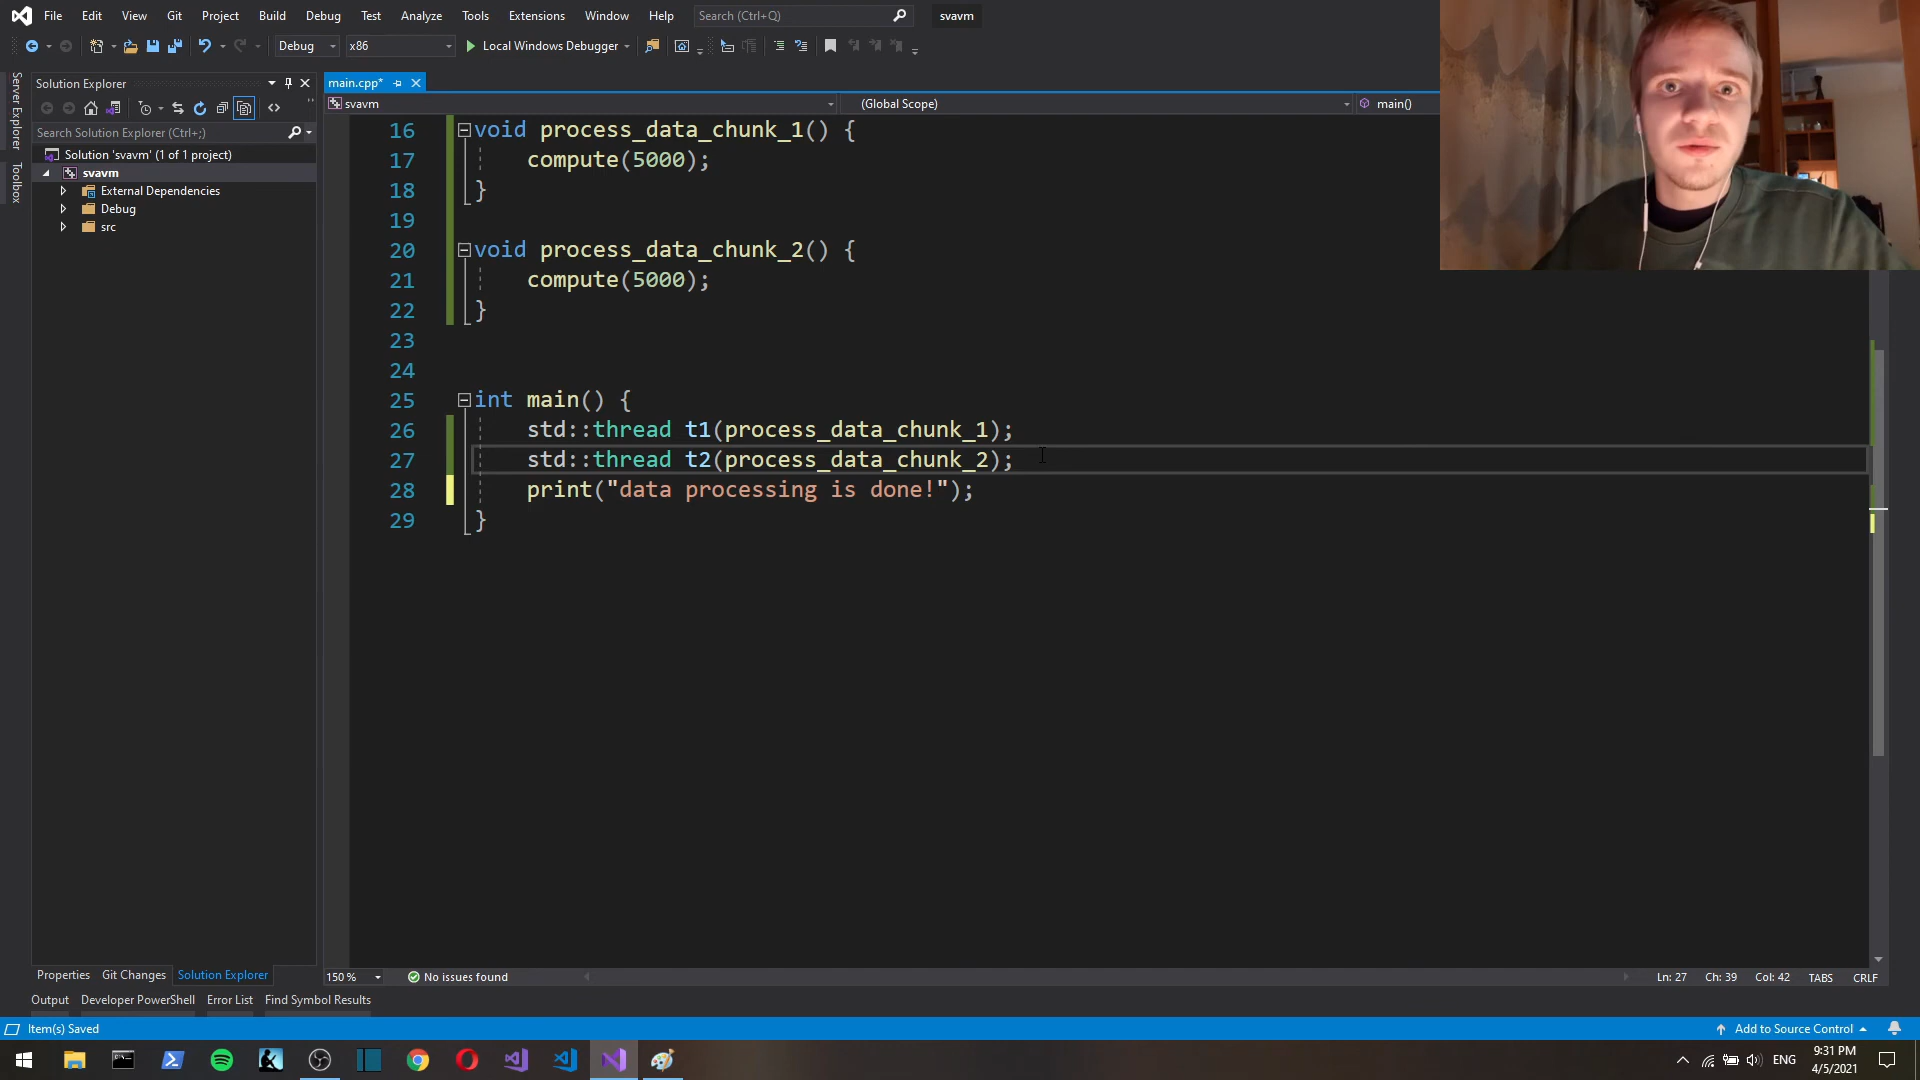 File Edit View Git Project Build Debug Test Analyze Tools Extensions Window Help Search (Ctrl+Q) svavm
Debug x86 Local Windows Debugger
Server Explorer
Toolbox
Solution Explorer
Search Solution Explorer (Ctrl+;)
Solution 'svavm' (1 of 1 project)
svavm
External Dependencies
Debug
src
main.cpp*
svavm (Global Scope) main()
16 void process_data_chunk_1() {
17 compute(5000);
18 }
19
20 void process_data_chunk_2() {
21 compute(5000);
22 }
23
24
25 int main() {
26 std::thread t1(process_data_chunk_1);
27 std::thread t2(process_data_chunk_2);
28 print("data processing is done!");
29 }
Properties Git Changes Solution Explorer
150 % No issues found Ln: 27 Ch: 39 Col: 42 TABS CRLF
Output Developer PowerShell Error List Find Symbol Results
Item(s) Saved Add to Source Control
ENG 9:31 PM
4/5/2021